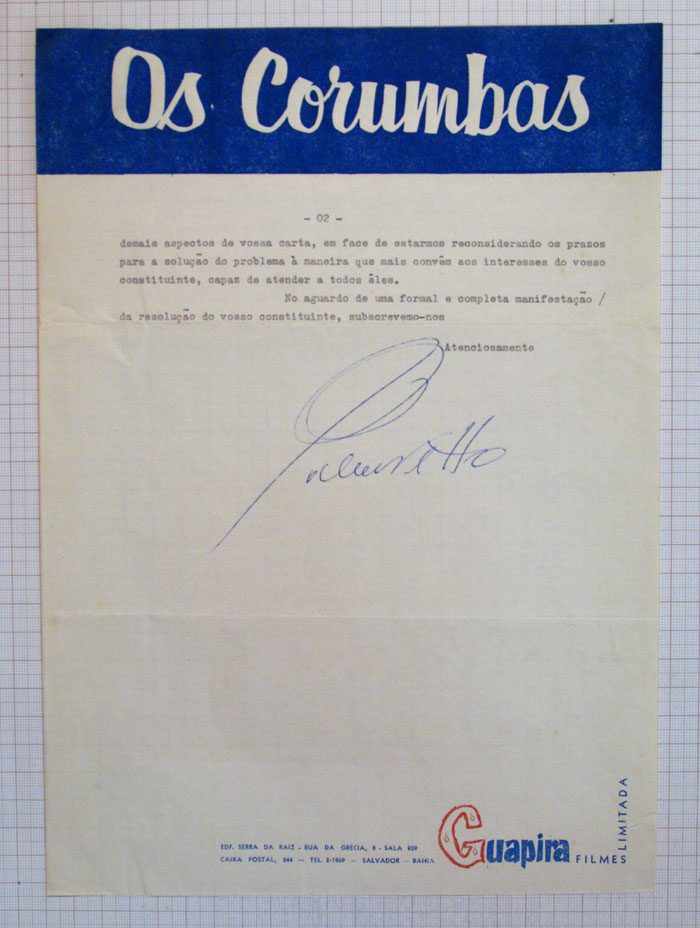 Os Corumbas
- 02 -
demais aspectos de vossa carta, em face de estarmos reconsiderando os prazos
para a solução do problema à maneira que mais convêm aos interesses do vosso
constituinte, capaz de atender a todos êles.
No aguardo de uma formal e completa manifestação /
da resolução do vosso constituinte, subscrevemo-nos
Atenciosamente
EDF. SERRA DA RAÍZ - RUA DA GRÉCIA, 8 - SALA 809
CAIXA POSTAL, 844 — TEL. 2-1869 — SALVADOR — BAHIA
Guapira
FILMES
LIMITADA